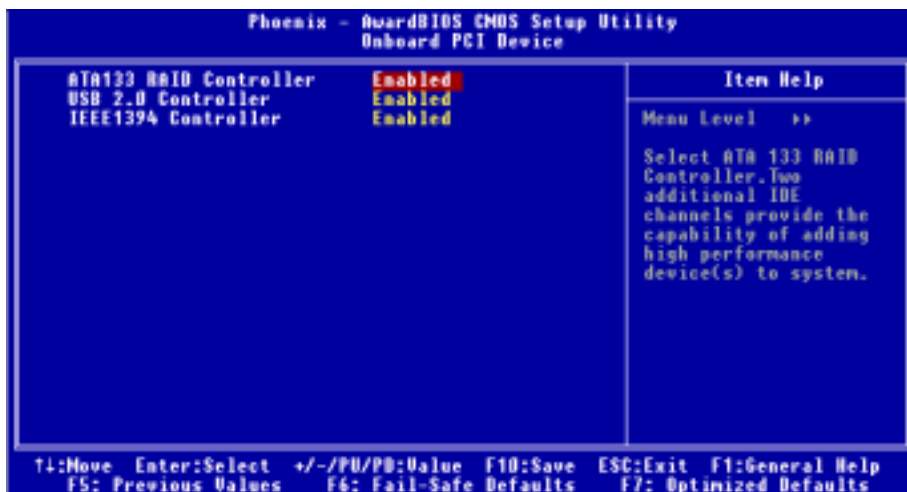 Phoenix - AwardBIOS CMOS Setup Utility
Onboard PCI Device
ATA133 RAID Controller Enabled
USB 2.0 Controller Enabled
IEEE1394 Controller Enabled
Item Help
Menu Level ►►
Select ATA 133 RAID
Controller.Two
additional IDE
channels provide the
capability of adding
high performance
device(s) to system.
↑↓:Move Enter:Select +/-/PU/PD:Value F10:Save ESC:Exit F1:General Help
F5: Previous Values F6: Fail-Safe Defaults F7: Optimized Defaults